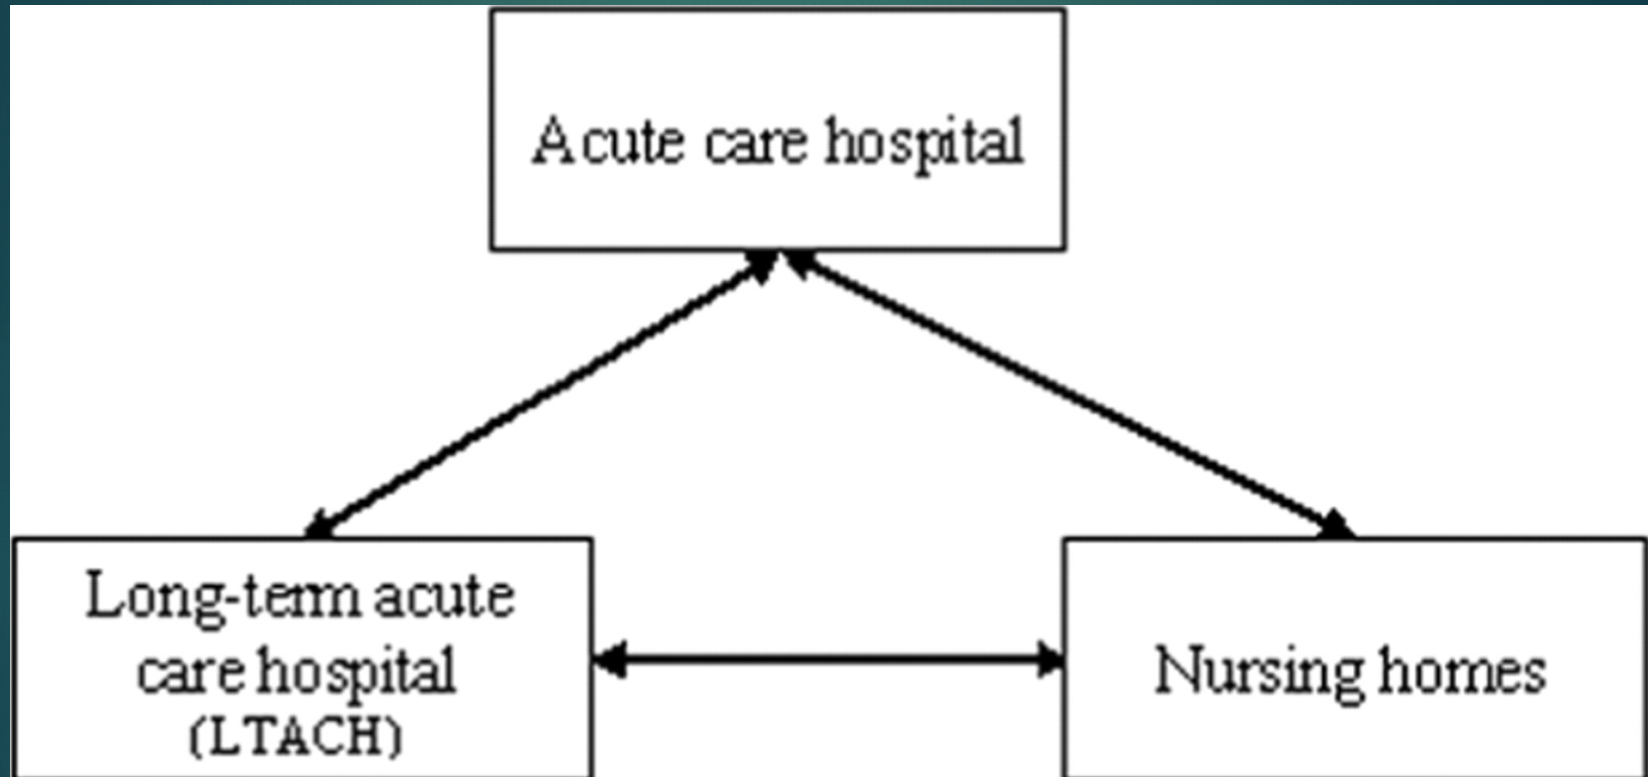 Acute care hospital
Long-term acute
care hospital
(LTACH)
Nursing homes